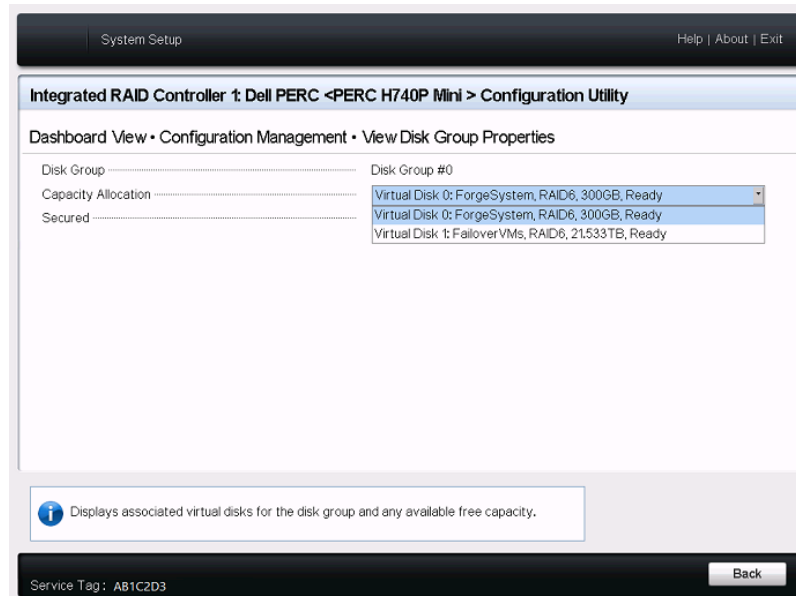 System Setup
Help | About | Exit
Integrated RAID Controller 1: Dell PERC <PERC H740P Mini > Configuration Utility
Dashboard View • Configuration Management • View Disk Group Properties
Disk Group
Disk Group #0
Capacity Allocation
Virtual Disk 0: ForgeSystem, RAID6, 300GB, Ready
Secured
Virtual Disk 0: ForgeSystem, RAID6, 300GB, Ready
Virtual Disk 1: FailoverVMs, RAID6, 21.533TB, Ready
Displays associated virtual disks for the disk group and any available free capacity.
Back
Service Tag: AB1C2D3